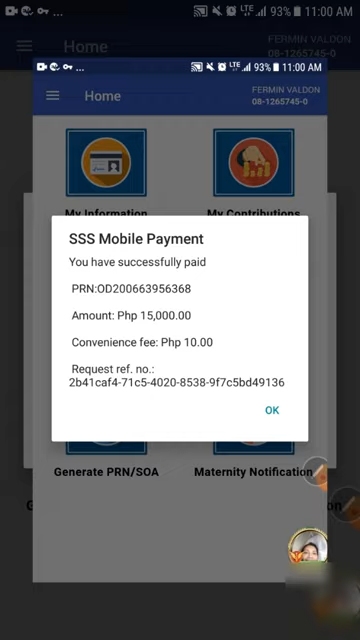 ... LTE 93% 11:00 AM
Home
FERMIN VALDON
08-1265745-0
... LTE 93% 11:00 AM
Home
FERMIN VALDON
08-1265745-0
My Information
My Contributions
SSS Mobile Payment
You have successfully paid
PRN:OD200663956368
Amount: Php 15,000.00
Convenience fee: Php 10.00
Request ref. no.:
2b41caf4-71c5-4020-8538-9f7c5bd49136
OK
Generate PRN/SOA
Maternity Notification